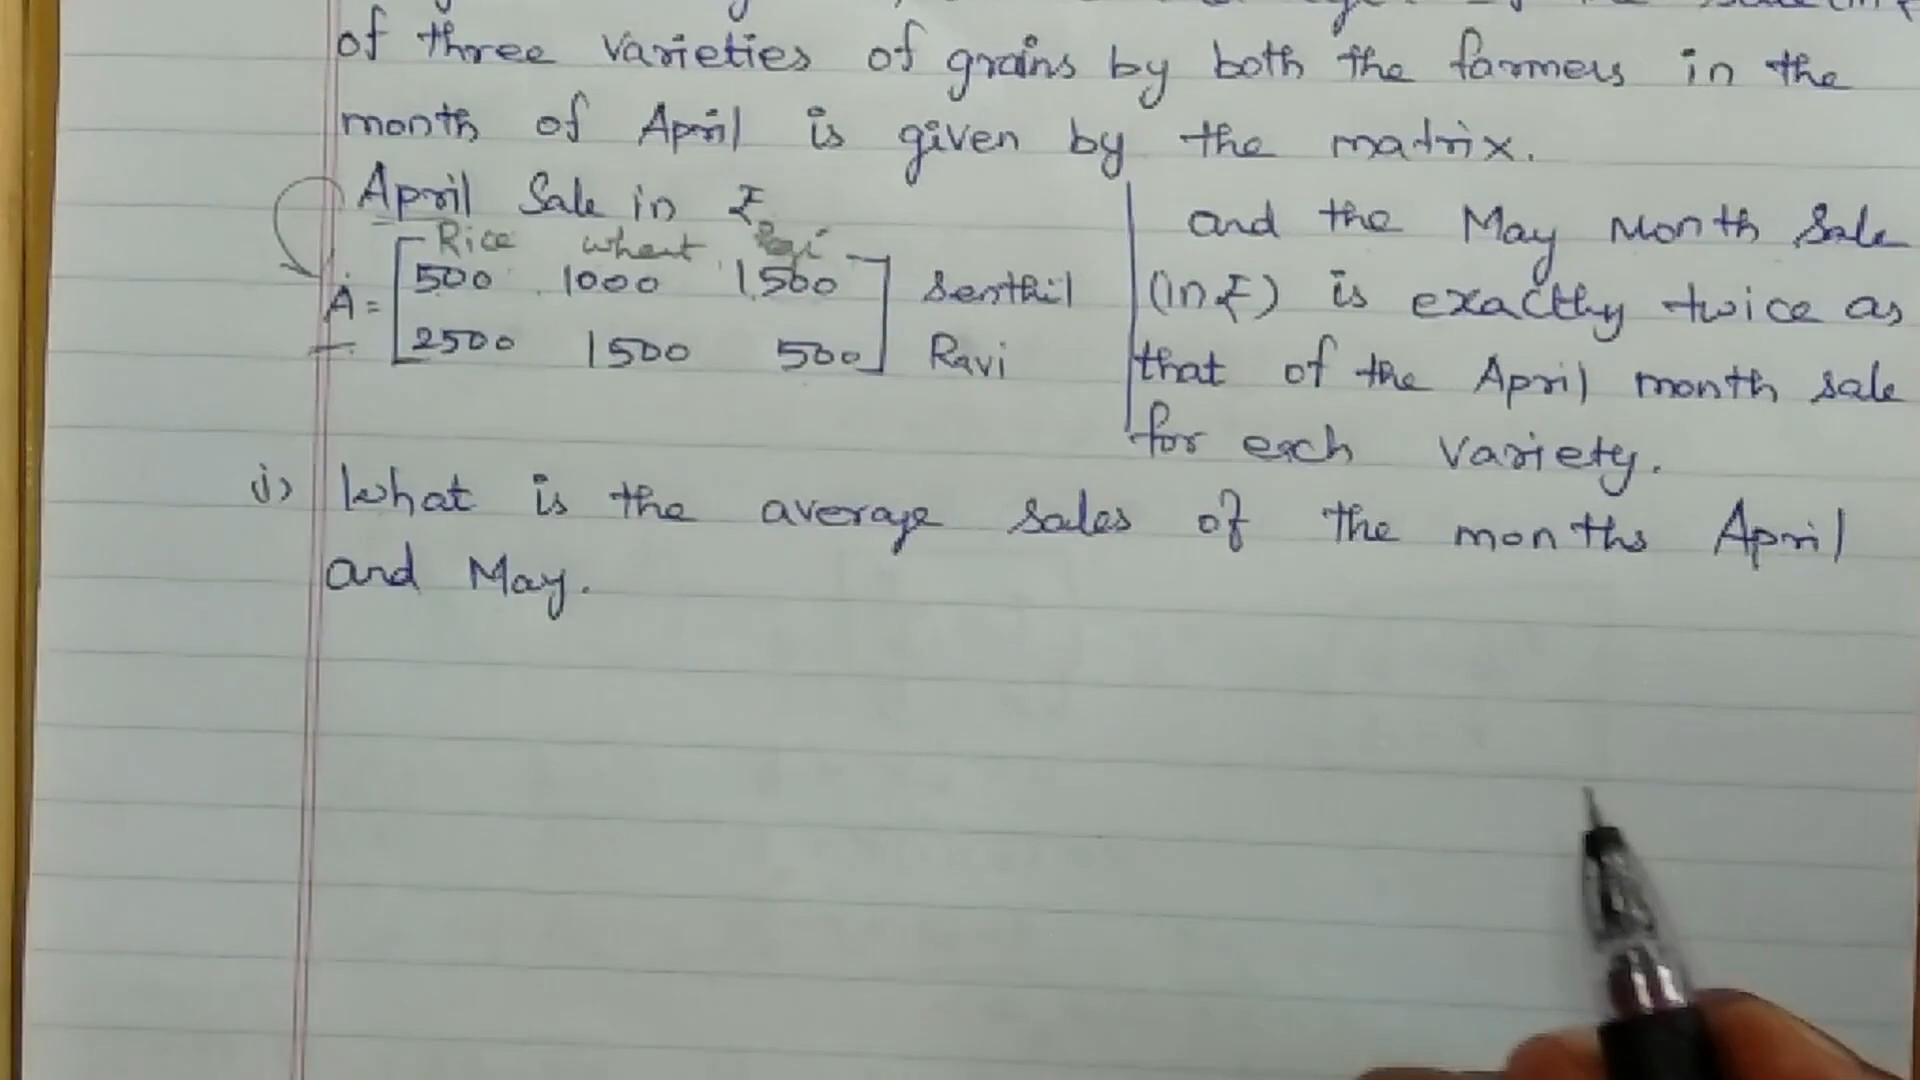 of three varieties of grains by both the farmers in the
month of April is given by the matrix.
April Sale in ₹
Rice wheat Ragi
A = [500 1000 1500] Senthil
[2500 1500 500] Ravi
and the May Month Sale
(in ₹) is exactly twice as
that of the April month sale
for each variety.
i) What is the average sales of the months April
and May.